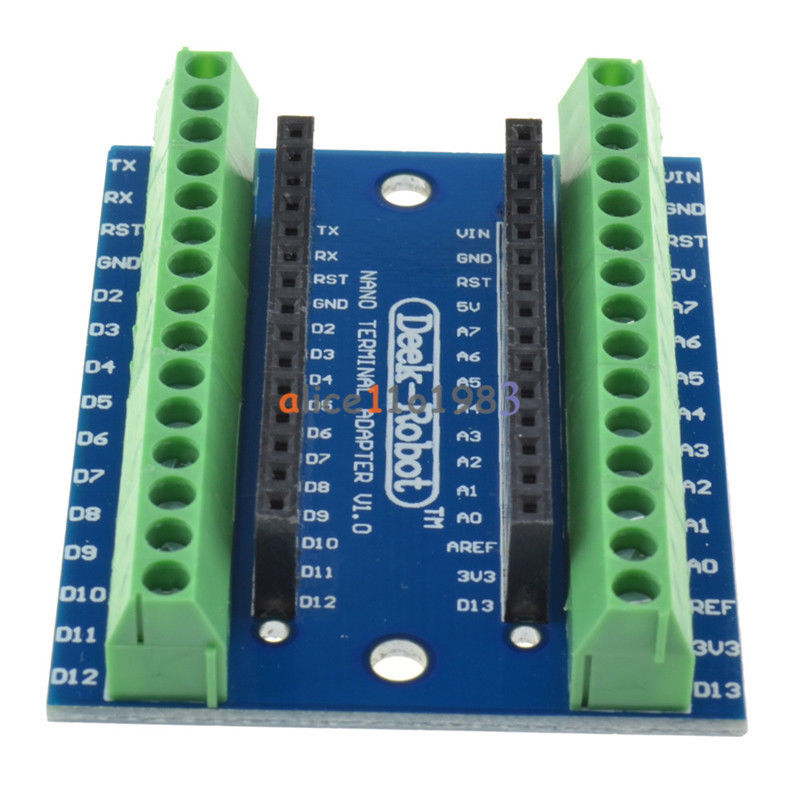 TX
RX
RST
GND
D2
D3
D4
D5
D6
D7
D8
D9
D10
D11
D12
TX
RX
RST
GND
D2
D3
D4
D5
D6
D7
D8
D9
D10
D11
D12
NANO TERMINAL ADAPTER V1.0
Deek-Robot
TM
alice11o1983
VIN
GND
RST
5V
A7
A6
A5
A4
A3
A2
A1
A0
AREF
3V3
D13
VIN
GND
RST
5V
A7
A6
A5
A4
A3
A2
A1
A0
REF
3V3
D13